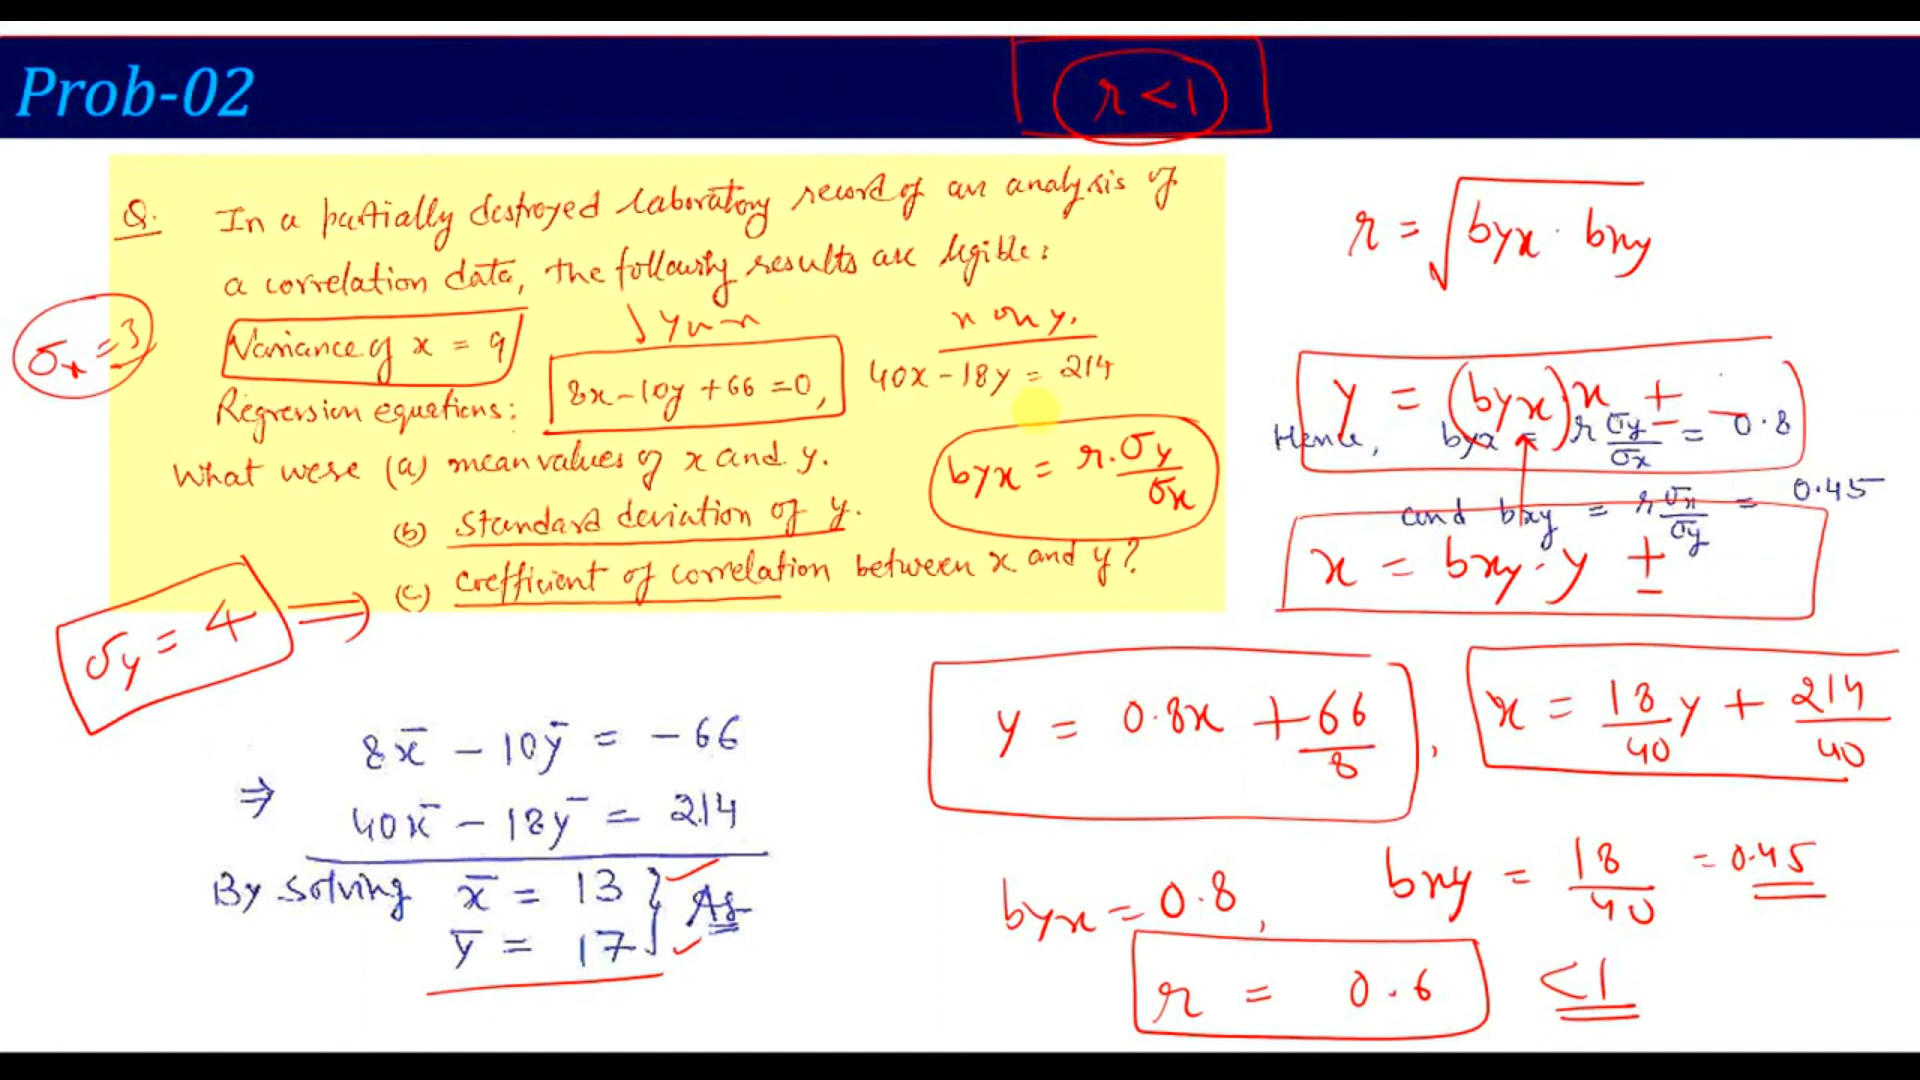 Prob-02
r < 1
Q. In a partially destroyed laboratory record of an analysis of
a correlation data, the following results are legible:
σx = 3
Variance of x = 9
y on x
x on y.
Regression equations: 8x - 10y + 66 = 0, 40x - 18y = 214
What were (a) mean values of x and y.
(b) Standard deviation of y.
(c) Coefficient of correlation between x and y?
byx = r. σy/σx
σy = 4 ⇒
8x̄ - 10ȳ = - 66
⇒
40x̄ - 18ȳ = 214
By Solving x̄ = 13
ȳ = 17
r = √byx · bxy
y = (byx) x ±
Hence, byx = r σy/σx = 0.8
and bxy = r σx/σy = 0.45
x = bxy · y ±
y = 0.8x + 66/8 , x = 18/40 y + 214/40
byx = 0.8 , bxy = 18/40 = 0.45
r = 0.6 < 1